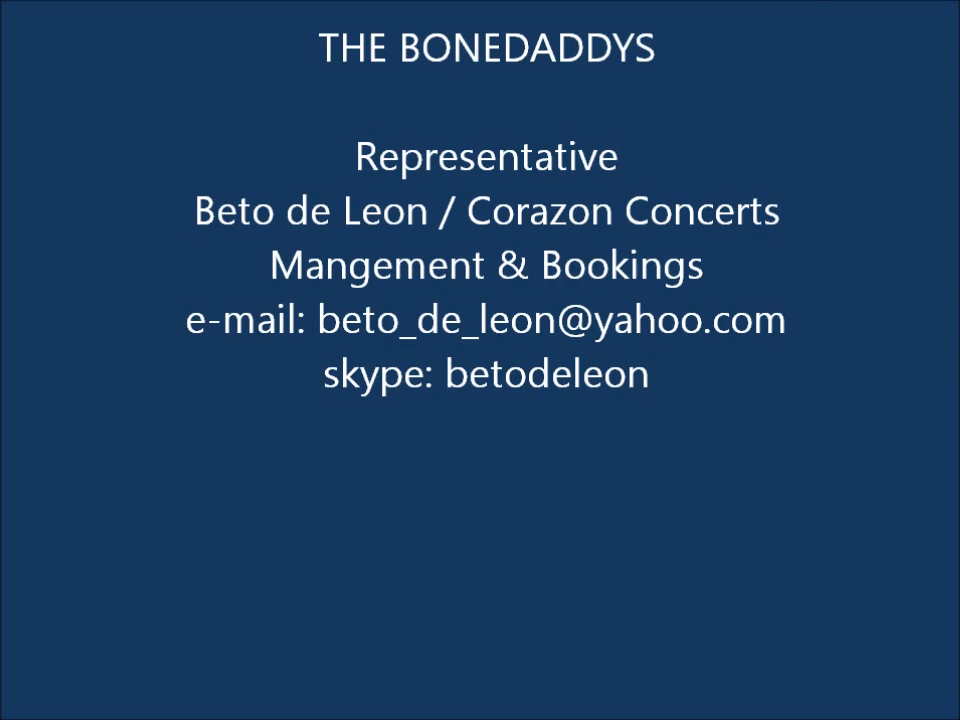 THE BONEDADDYS
Representative
Beto de Leon / Corazon Concerts
Mangement & Bookings
e-mail: beto_de_leon@yahoo.com
skype: betodeleon